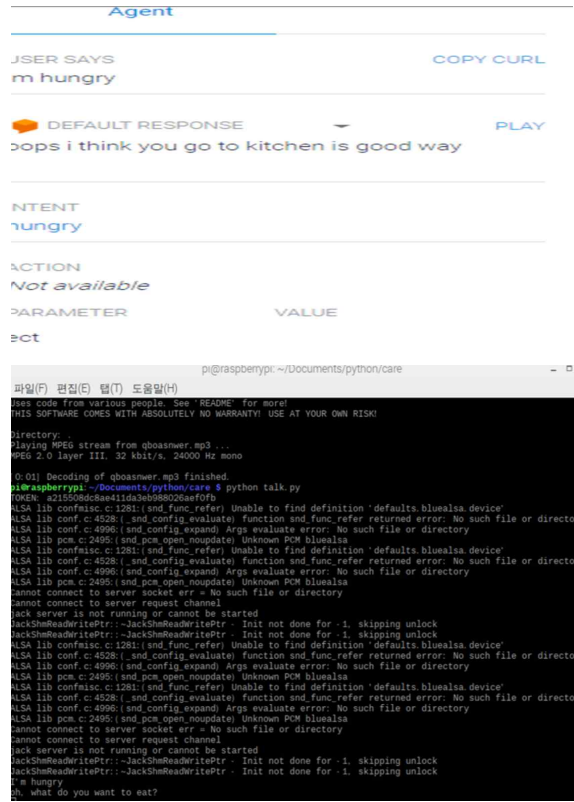 Agent
USER SAYS COPY CURL
m hungry
DEFAULT RESPONSE PLAY
oops i think you go to kitchen is good way
NTENT
hungry
ACTION
Not available
PARAMETER VALUE
ect
pi@raspberrypi: ~/Documents/python/care
파일(F) 편집(E) 탭(T) 도움말(H)
Uses code from various people. See 'README' for more!
THIS SOFTWARE COMES WITH ABSOLUTELY NO WARRANTY! USE AT YOUR OWN RISK!
Directory: .
Playing MPEG stream from qboasnwer.mp3 ...
MPEG 2.0 layer III, 32 kbit/s, 24000 Hz mono
0:01] Decoding of qboasnwer.mp3 finished.
pi@raspberrypi:~/Documents/python/care $ python talk.py
TOKEN: a215508dc8ae411da3eb988026aef0fb
ALSA lib confmisc.c:1281:(snd_func_refer) Unable to find definition 'defaults.bluealsa.device'
ALSA lib conf.c:4528:(_snd_config_evaluate) function snd_func_refer returned error: No such file or directo
ALSA lib conf.c:4996:(snd_config_expand) Args evaluate error: No such file or directory
ALSA lib pcm.c:2495:(snd_pcm_open_noupdate) Unknown PCM bluealsa
ALSA lib confmisc.c:1281:(snd_func_refer) Unable to find definition 'defaults.bluealsa.device'
ALSA lib conf.c:4528:(_snd_config_evaluate) function snd_func_refer returned error: No such file or directo
ALSA lib conf.c:4996:(snd_config_expand) Args evaluate error: No such file or directory
ALSA lib pcm.c:2495:(snd_pcm_open_noupdate) Unknown PCM bluealsa
Cannot connect to server socket err = No such file or directory
Cannot connect to server request channel
jack server is not running or cannot be started
JackShmReadWritePtr::~JackShmReadWritePtr - Init not done for -1, skipping unlock
JackShmReadWritePtr::~JackShmReadWritePtr - Init not done for -1, skipping unlock
ALSA lib confmisc.c:1281:(snd_func_refer) Unable to find definition 'defaults.bluealsa.device'
ALSA lib conf.c:4528:(_snd_config_evaluate) function snd_func_refer returned error: No such file or directo
ALSA lib conf.c:4996:(snd_config_expand) Args evaluate error: No such file or directory
ALSA lib pcm.c:2495:(snd_pcm_open_noupdate) Unknown PCM bluealsa
ALSA lib confmisc.c:1281:(snd_func_refer) Unable to find definition 'defaults.bluealsa.device'
ALSA lib conf.c:4528:(_snd_config_evaluate) function snd_func_refer returned error: No such file or directo
ALSA lib conf.c:4996:(snd_config_expand) Args evaluate error: No such file or directory
ALSA lib pcm.c:2495:(snd_pcm_open_noupdate) Unknown PCM bluealsa
Cannot connect to server socket err = No such file or directory
Cannot connect to server request channel
jack server is not running or cannot be started
JackShmReadWritePtr::~JackShmReadWritePtr - Init not done for -1, skipping unlock
JackShmReadWritePtr::~JackShmReadWritePtr - Init not done for -1, skipping unlock
I'm hungry
oh, what do you want to eat?